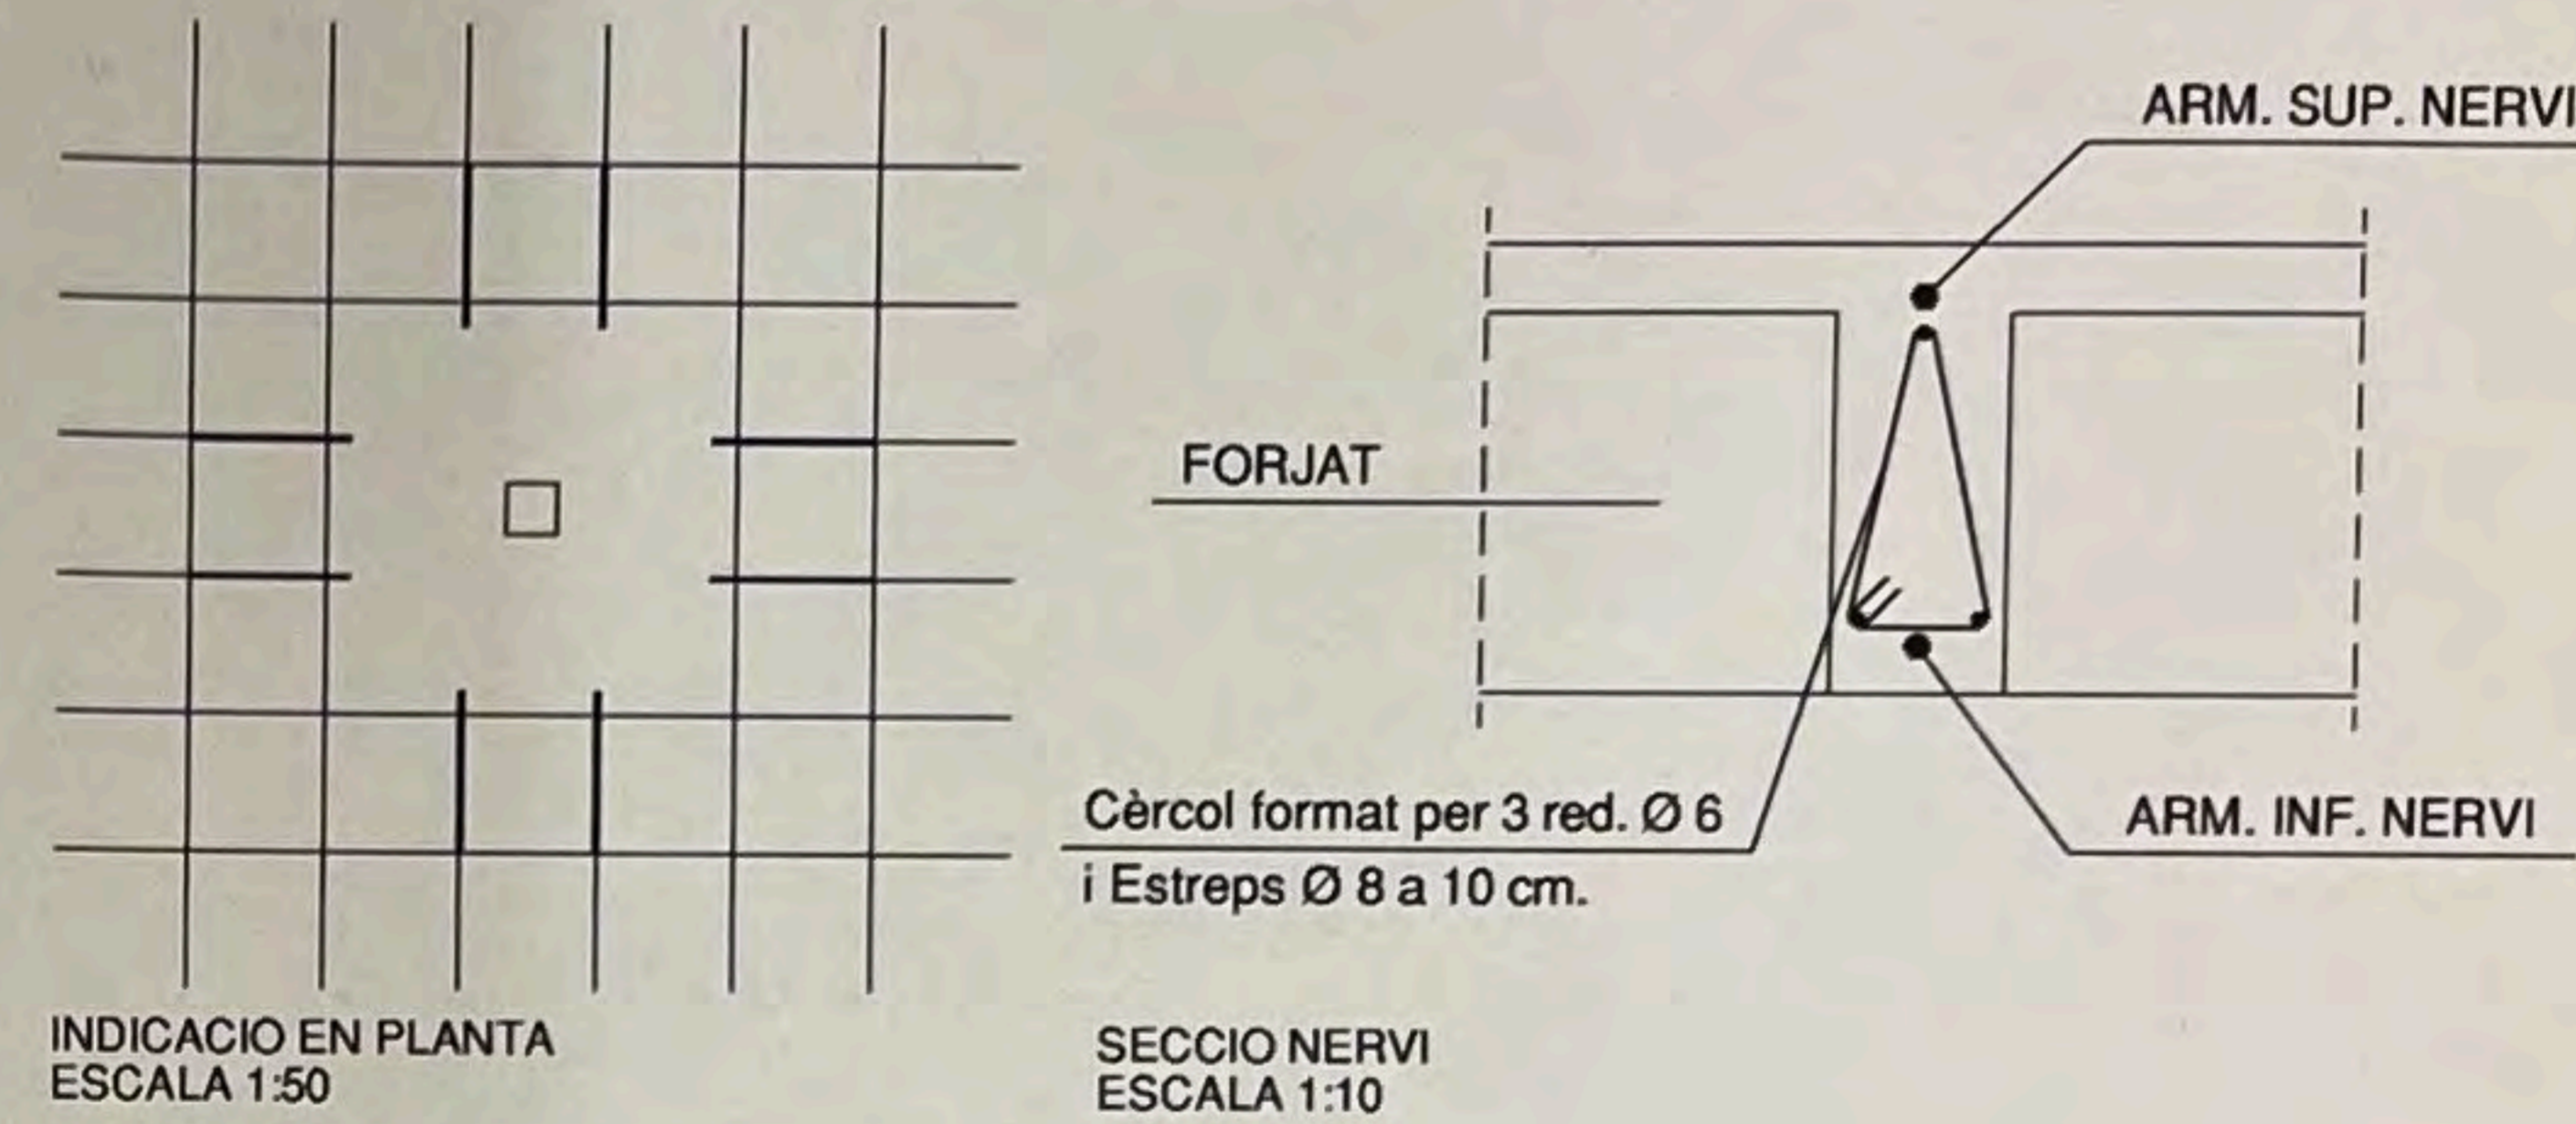 ARM. SUP. NERVI
FORJAT
Cèrcol format per 3 red. Ø 6
i Estreps Ø 8 a 10 cm.
ARM. INF. NERVI
INDICACIO EN PLANTA
ESCALA 1:50
SECCIO NERVI
ESCALA 1:10